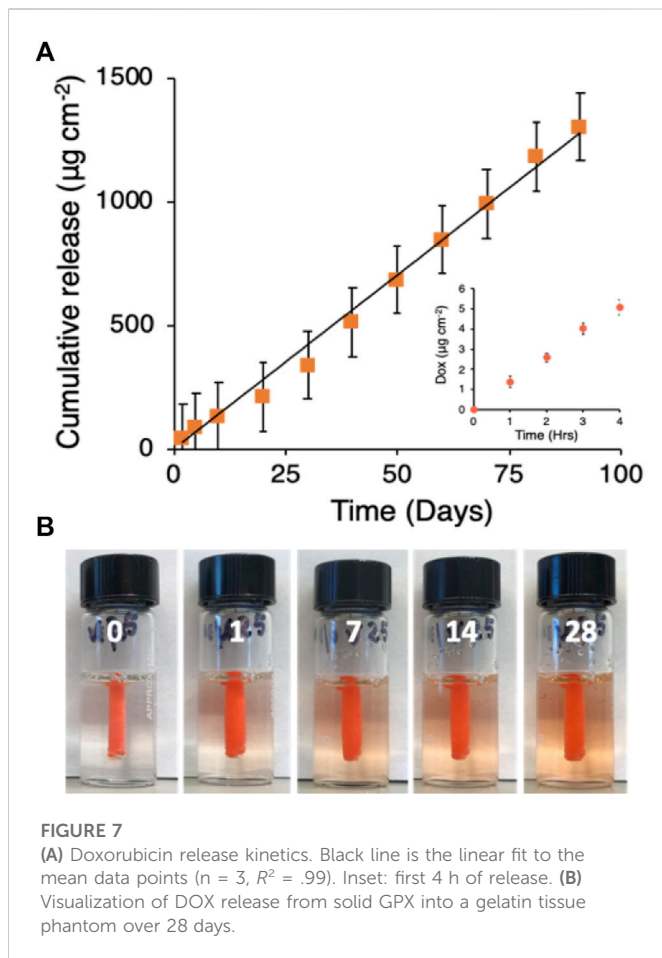 A
1500
1000
500
0
Cumulative release (µg cm⁻²)
0
25
50
75
100
Time (Days)
6
5
4
3
2
1
0
Dox (µg cm⁻²)
0
1
2
3
4
Time (Hrs)
B
0
1
7
14
28
FIGURE 7
(A) Doxorubicin release kinetics. Black line is the linear fit to the
mean data points (n = 3, R² = .99). Inset: first 4 h of release. (B)
Visualization of DOX release from solid GPX into a gelatin tissue
phantom over 28 days.